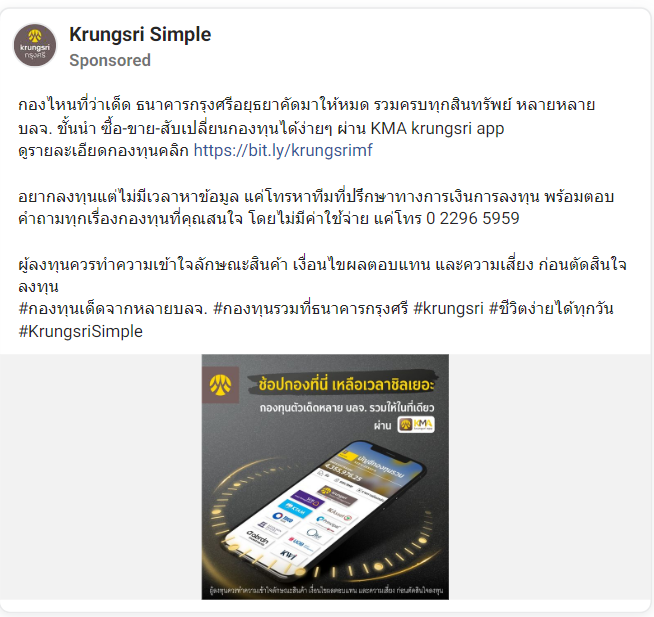 Krungsri Simple
Sponsored
krungsri
กรุงศรี
กองไหนที่ว่าเด็ด ธนาคารกรุงศรีอยุธยาคัดมาให้หมด รวมครบทุกสินทรัพย์ หลายหลาย
บลจ. ชั้นนำ ซื้อ-ขาย-สับเปลี่ยนกองทุนได้ง่ายๆ ผ่าน KMA krungsri app
ดูรายละเอียดกองทุนคลิก https://bit.ly/krungsrimf
อยากลงทุนแต่ไม่มีเวลาหาข้อมูล แค่โทรหาทีมที่ปรึกษาทางการเงินการลงทุน พร้อมตอบ
คำถามทุกเรื่องกองทุนที่คุณสนใจ โดยไม่มีค่าใช้จ่าย แค่โทร 0 2296 5959
ผู้ลงทุนควรทำความเข้าใจลักษณะสินค้า เงื่อนไขผลตอบแทน และความเสี่ยง ก่อนตัดสินใจ
ลงทุน
#กองทุนเด็ดจากหลายบลจ. #กองทุนรวมที่ธนาคารกรุงศรี #krungsri #ชีวิตง่ายได้ทุกวัน
#KrungsriSimple
ช้อปกองที่นี่ เหลือเวลาชิลเยอะ
กองทุนตัวเด็ดหลาย บลจ. รวมให้ในที่เดียว
ผ่าน KMA
บัญชีกองทุนรวม
4,355,976.25
krungsri
KTAM
Principal
One
abrdn
UOB
KWI
ผู้ลงทุนควรทำความเข้าใจลักษณะสินค้า เงื่อนไขผลตอบแทน และความเสี่ยง ก่อนตัดสินใจลงทุน